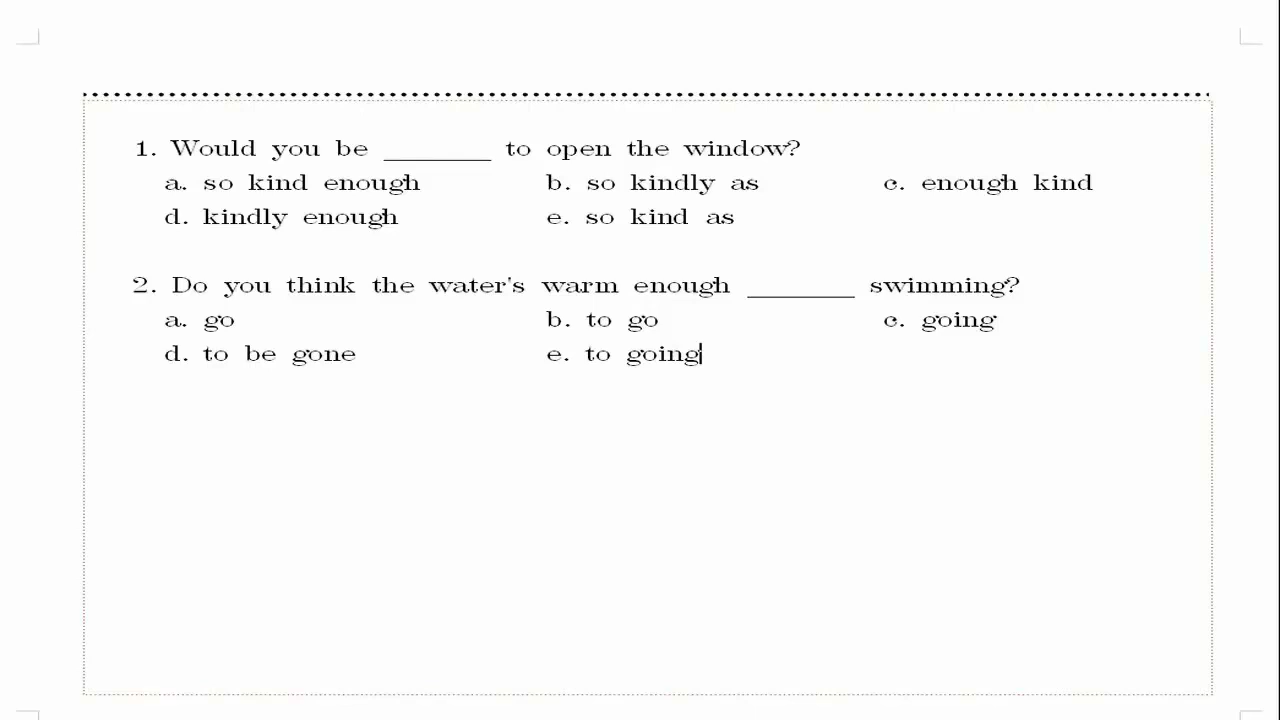 1. Would you be _______ to open the window?
a. so kind enough b. so kindly as c. enough kind
d. kindly enough e. so kind as
2. Do you think the water's warm enough _______ swimming?
a. go b. to go c. going
d. to be gone e. to going